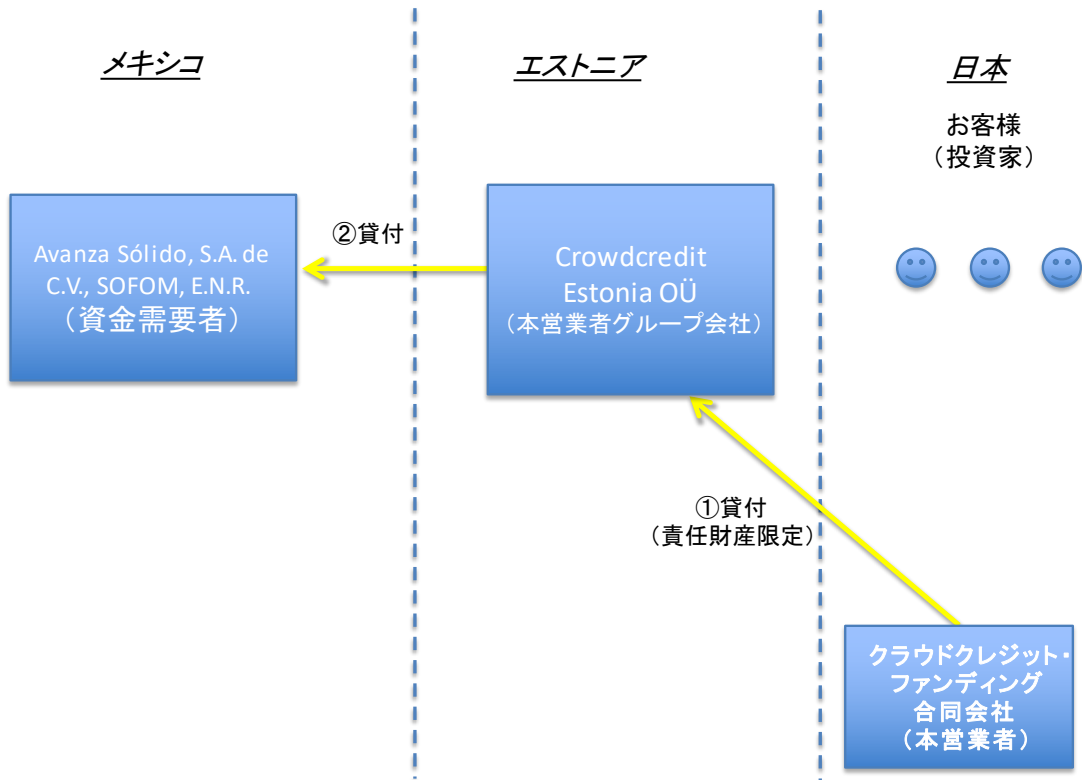 メキシコ
エストニア
日本
お客様
（投資家）
②貸付
Avanza Sólido, S.A. de
C.V., SOFOM, E.N.R.
（資金需要者）
Crowdcredit
Estonia OÜ
（本営業者グループ会社）
①貸付
（責任財産限定）
クラウドクレジット・
ファンディング
合同会社
（本営業者）